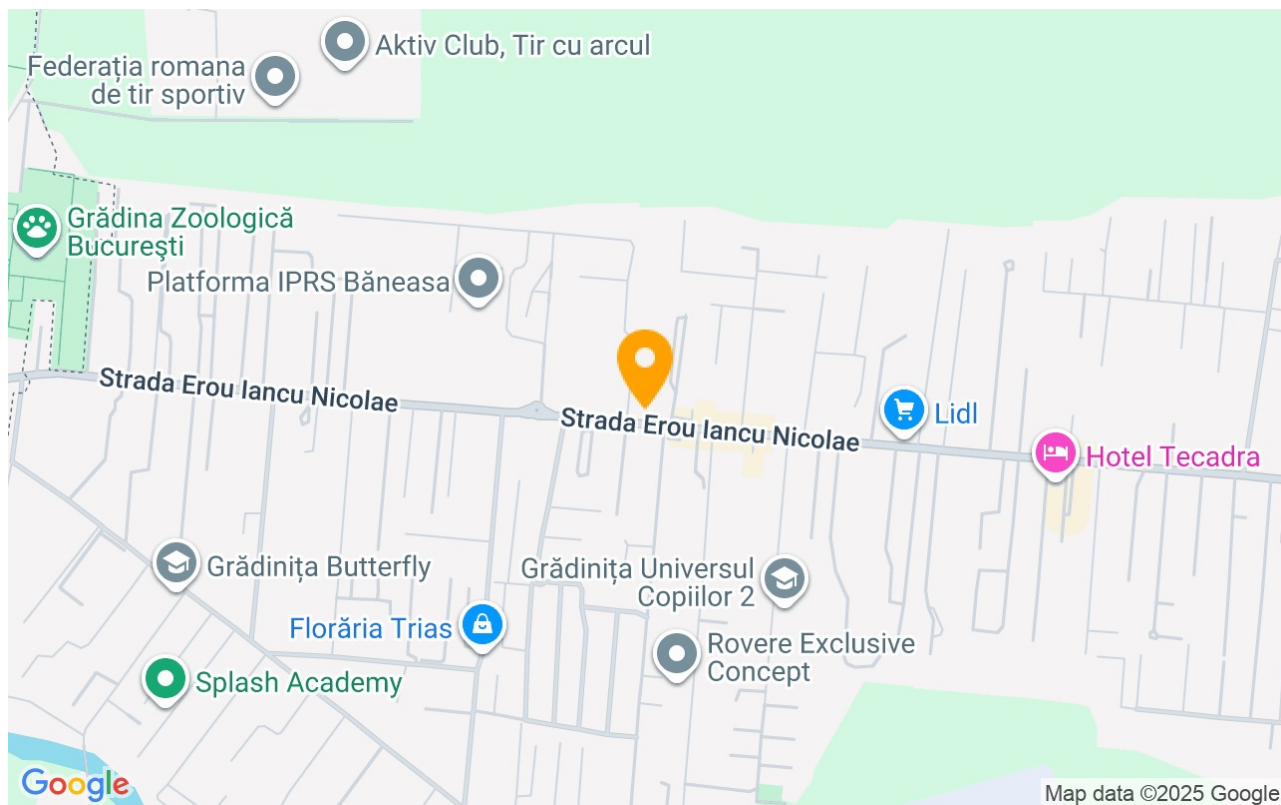 Aktiv Club, Tir cu arcul
Federația romana
de tir sportiv
Grădina Zoologică
București
Platforma IPRS Băneasa
Strada Erou Iancu Nicolae
Strada Erou Iancu Nicolae
Lidl
Hotel Tecadra
Grădinița Butterfly
Grădinița Universul
Copiilor 2
Florăria Trias
Rovere Exclusive
Concept
Splash Academy
Google
Map data ©2025 Google